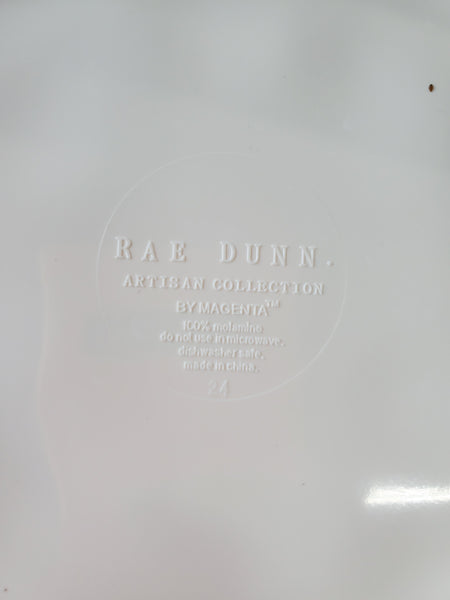 RAE DUNN.
ARTISAN COLLECTION
BY MAGENTA™
100% melamine.
do not use in microwave.
dishwasher safe.
made in china.
24